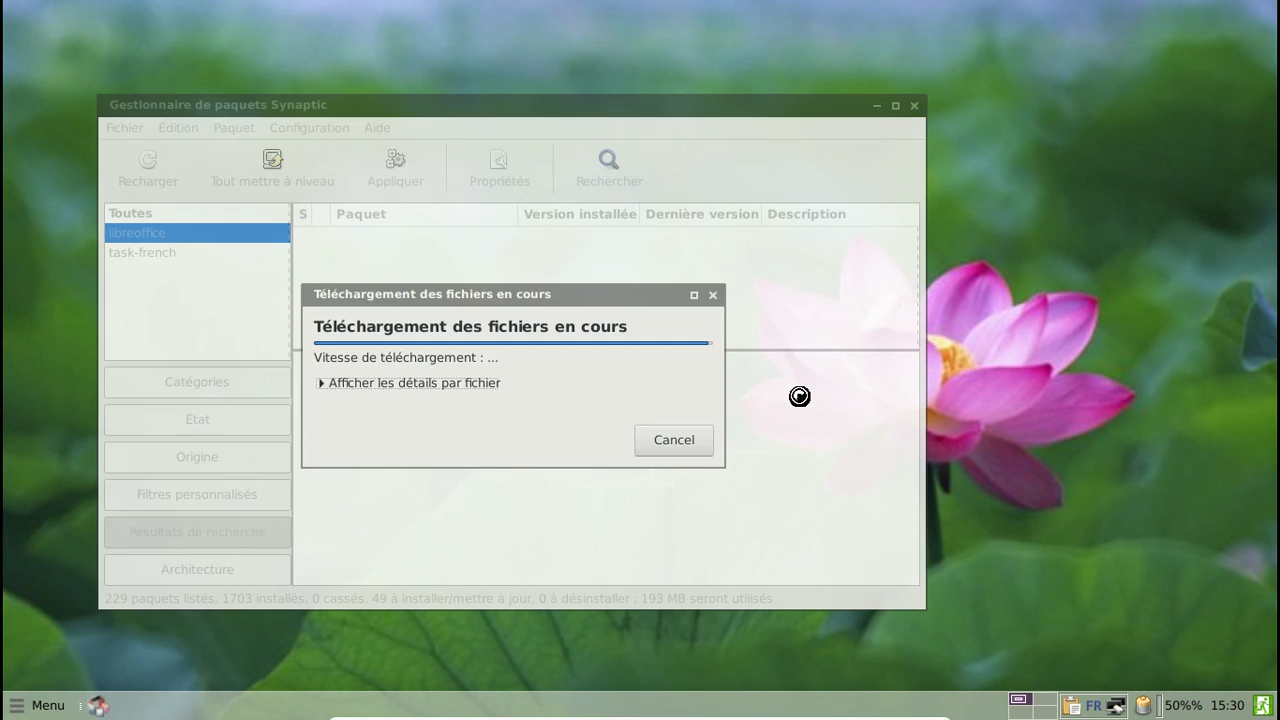 Gestionnaire de paquets Synaptic
Fichier Édition Paquet Configuration Aide
Recharger Tout mettre à niveau Appliquer Propriétés Rechercher
Toutes
libreoffice
task-french
S Paquet Version installée Dernière version Description
Téléchargement des fichiers en cours
Téléchargement des fichiers en cours
Vitesse de téléchargement : ...
Afficher les détails par fichier
Cancel
Catégories
État
Origine
Filtres personnalisés
Résultats de recherche
Architecture
229 paquets listés, 1703 installés, 0 cassés. 49 à installer/mettre à jour, 0 à désinstaller ; 193 MB seront utilisés
Menu FR 50%% 15:30